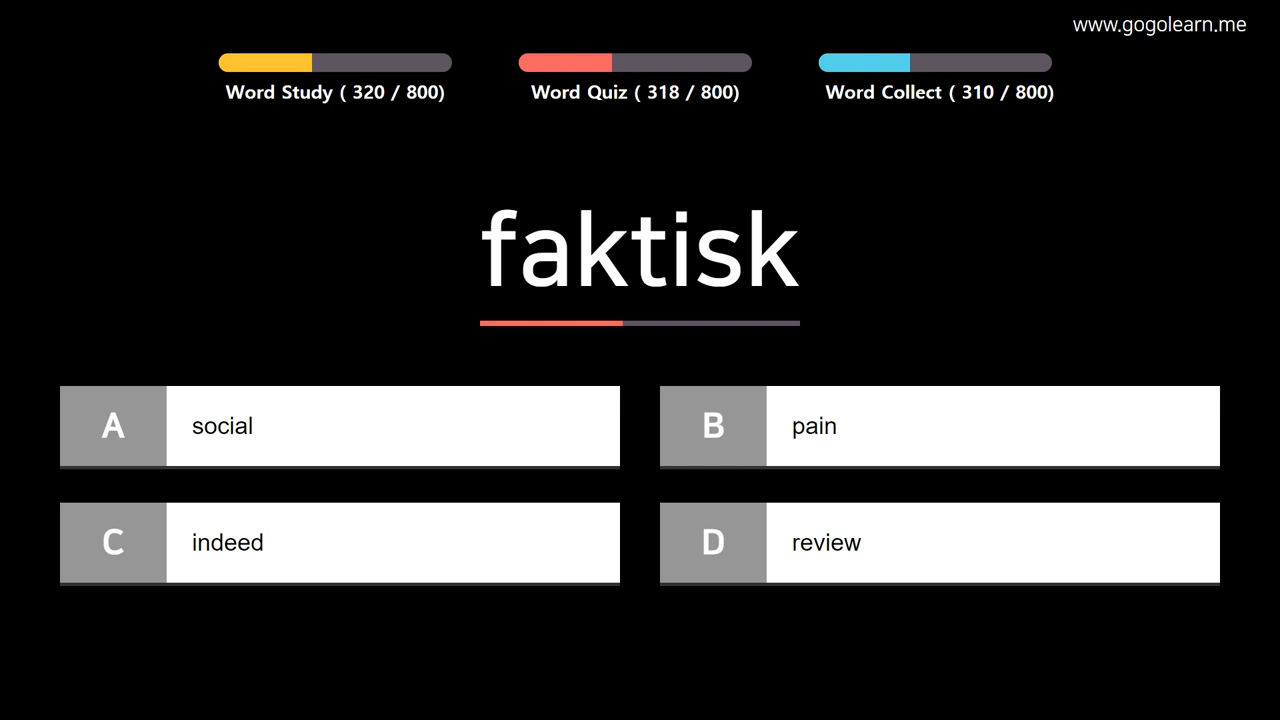 www.gogolearn.me
Word Study ( 320 / 800)
Word Quiz ( 318 / 800)
Word Collect ( 310 / 800)
faktisk
A social
B pain
C indeed
D review